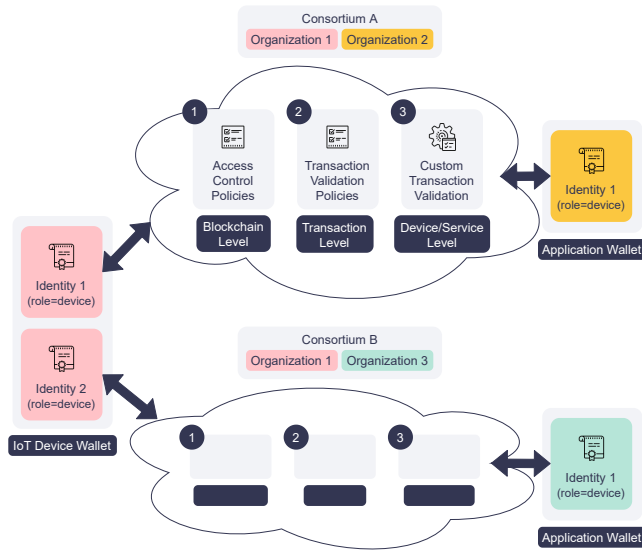 Consortium A
Organization 1 Organization 2
1 2 3
Access Control Policies
Transaction Validation Policies
Custom Transaction Validation
Blockchain Level
Transaction Level
Device/Service Level
Identity 1
(role=device)
Application Wallet
Identity 1
(role=device)
Identity 2
(role=device)
IoT Device Wallet
Consortium B
Organization 1 Organization 3
1 2 3
Identity 1
(role=device)
Application Wallet